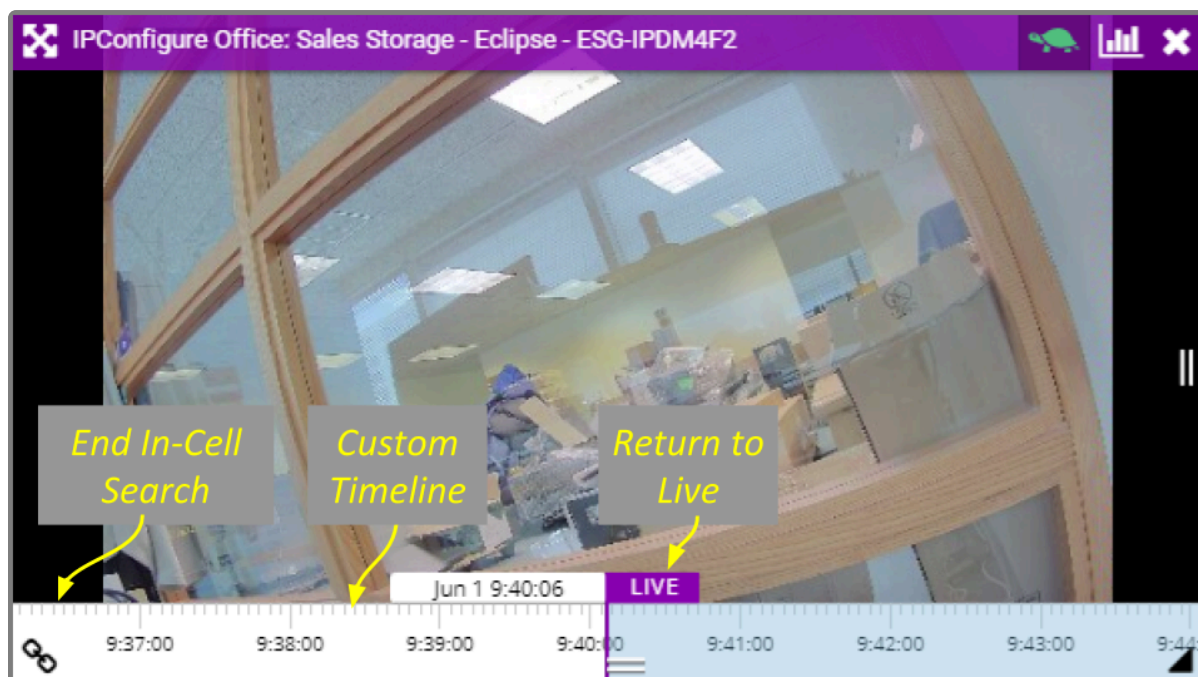 IPConfigure Office: Sales Storage - Eclipse - ESG-IPDM4F2
End In-Cell
Search
Custom
Timeline
Return to
Live
Jun 1 9:40:06
LIVE
9:37:00
9:38:00
9:39:00
9:40:00
9:41:00
9:42:00
9:43:00
9:44: